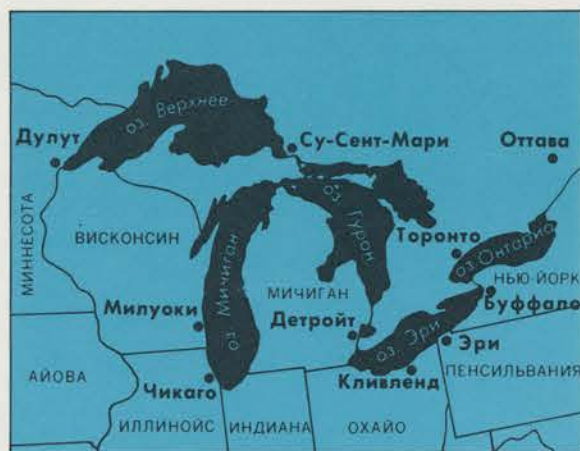 оз. Верхнее
Дулут
Су-Сент-Мари
Оттава
МИННЕСОТА
ВИСКОНСИН
оз. Мичиган
оз. Гурон
Торонто
оз. Онтариа
МИЧИГАН
НЬЮ-ЙОРК
Буффало
Милуоки
Детройт
оз. Эри
Эри
АЙОВА
Чикаго
Кливленд
ПЕНСИЛЬВАНИЯ
ИЛЛИНОЙС
ИНДИАНА
ОХАЙО